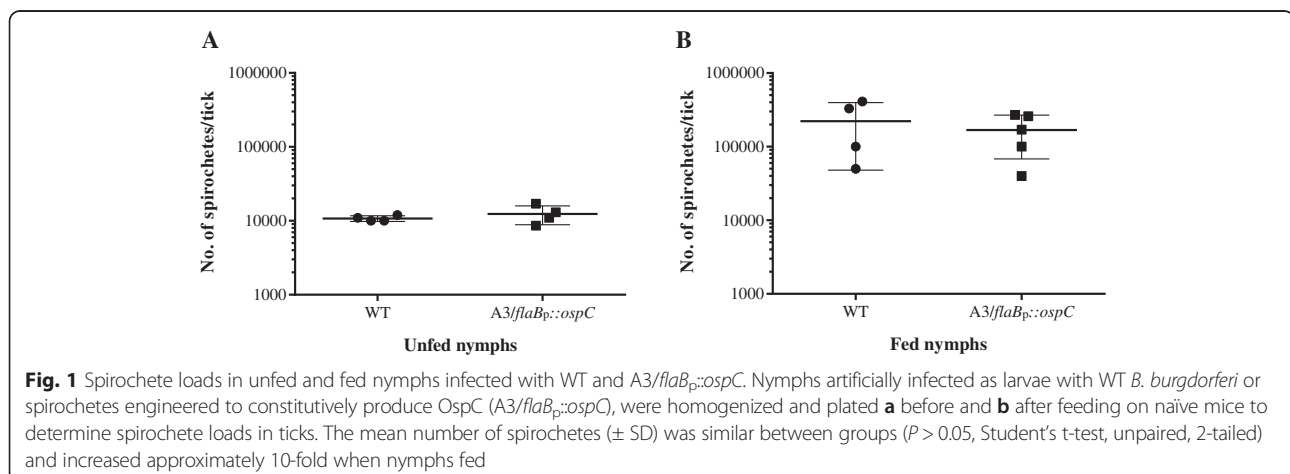 A
B
No. of spirochetes/tick
1000000
100000
10000
1000
WT
A3/flaBp::ospC
Unfed nymphs
No. of spirochetes/tick
1000000
100000
10000
1000
WT
A3/flaBp::ospC
Fed nymphs
Fig. 1 Spirochete loads in unfed and fed nymphs infected with WT and A3/flaBp::ospC. Nymphs artificially infected as larvae with WT B. burgdorferi or
spirochetes engineered to constitutively produce OspC (A3/flaBp::ospC), were homogenized and plated a before and b after feeding on naïve mice to
determine spirochete loads in ticks. The mean number of spirochetes (± SD) was similar between groups (P > 0.05, Student's t-test, unpaired, 2-tailed)
and increased approximately 10-fold when nymphs fed